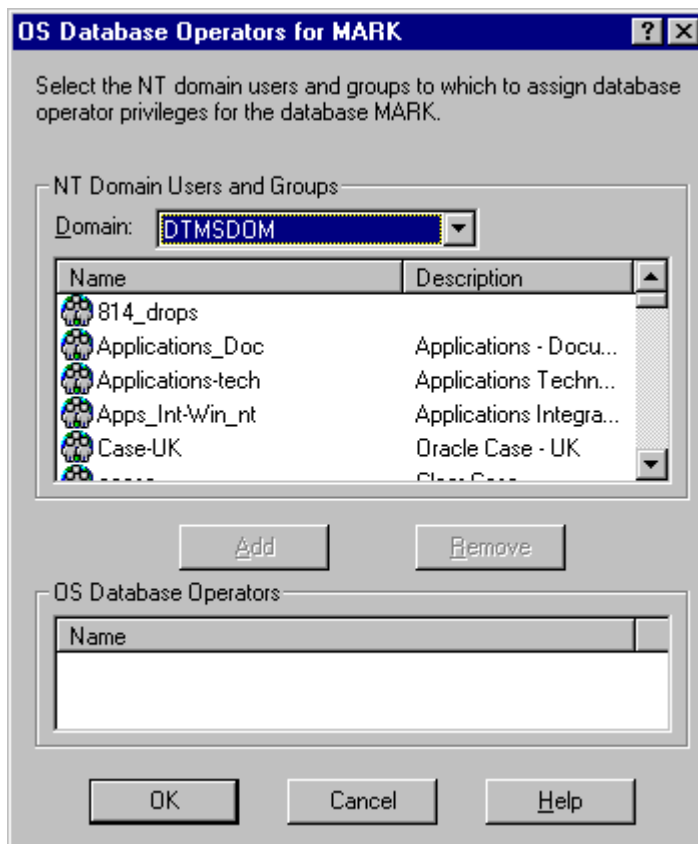 OS Database Operators for MARK
Select the NT domain users and groups to which to assign database
operator privileges for the database MARK.
NT Domain Users and Groups
Domain: DTMSDOM
Name Description
814_drops
Applications_Doc Applications - Docu...
Applications-tech Applications Techn...
Apps_Int-Win_nt Applications Integra...
Case-UK Oracle Case - UK
Add Remove
OS Database Operators
Name
OK Cancel Help